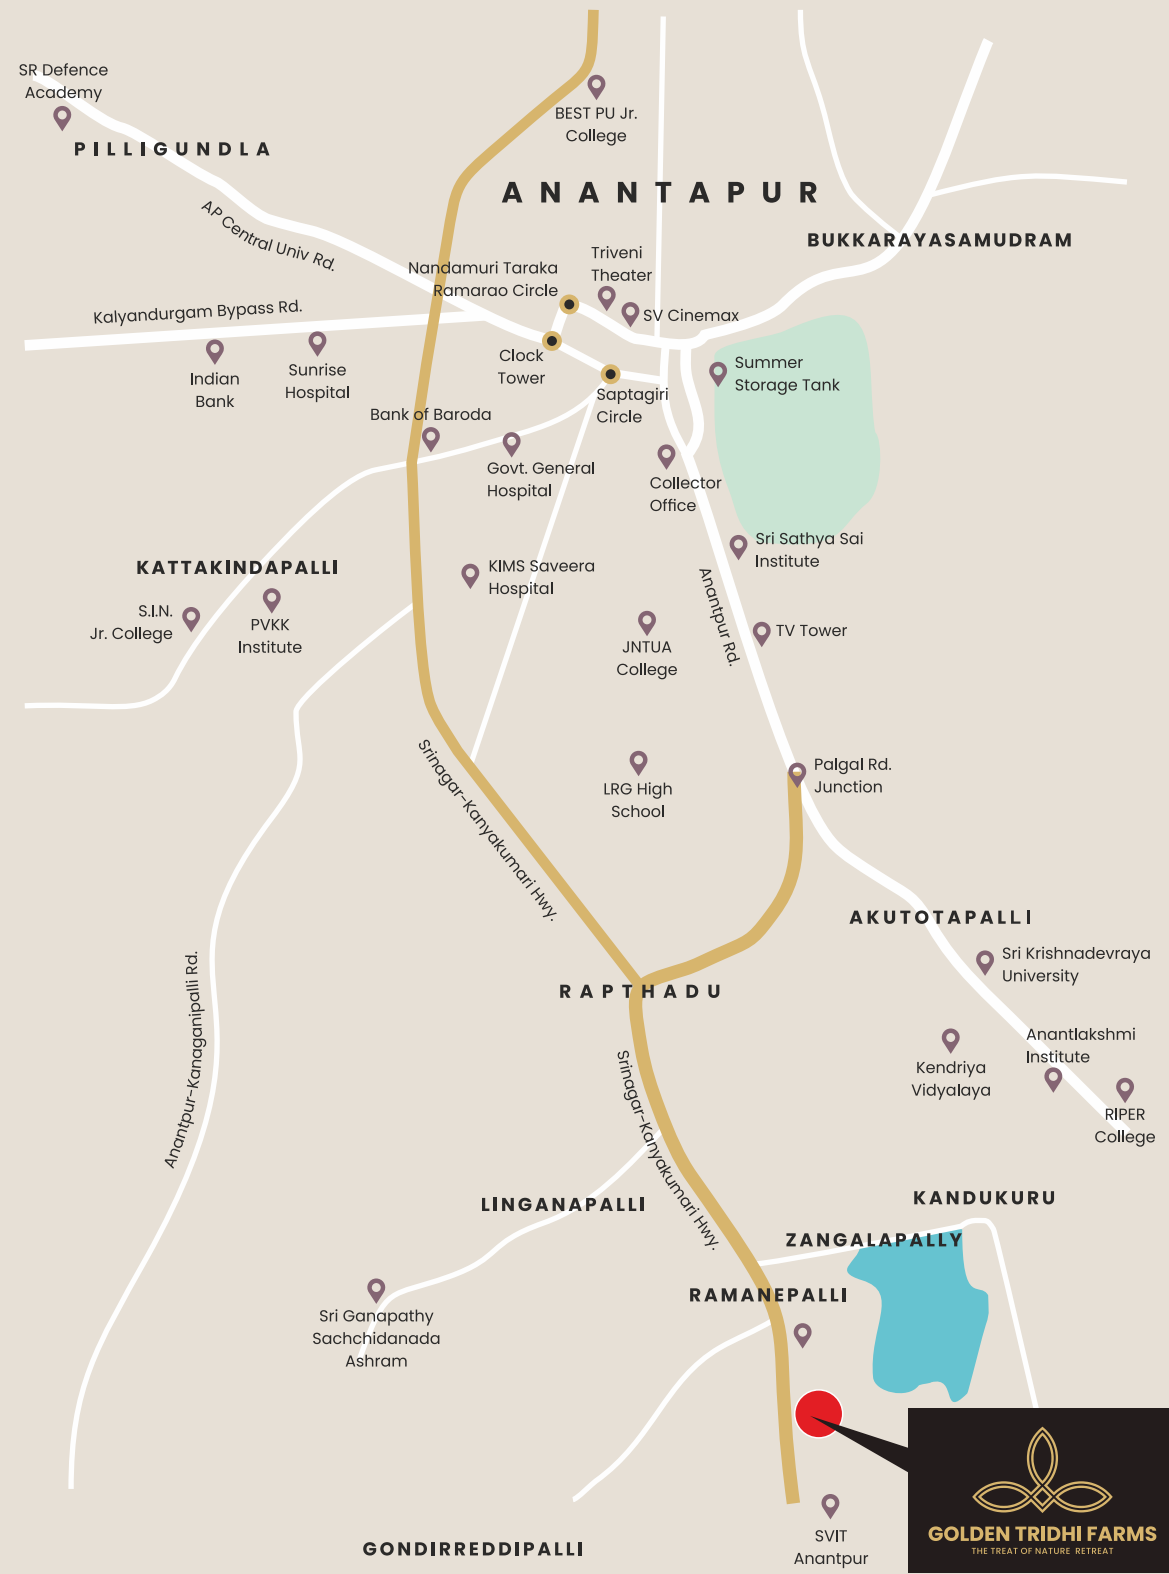 SR Defence
Academy
PILLIGUNDLA
BEST PU Jr.
College
ANANTAPUR
AP Central Univ Rd.
BUKKARAYASAMUDRAM
Triveni
Theater
Nandamuri Taraka
Ramarao Circle
Kalyandurgam Bypass Rd.
SV Cinemax
Indian
Bank
Sunrise
Hospital
Clock
Tower
Summer
Storage Tank
Saptagiri
Circle
Bank of Baroda
Govt. General
Hospital
Collector
Office
Sri Sathya Sai
Institute
KATTAKINDAPALLI
KIMS Saveera
Hospital
Anantpur Rd.
S.I.N.
Jr. College
PVKK
Institute
JNTUA
College
TV Tower
Srinagar-Kanyakumari Hwy.
LRG High
School
Palgal Rd.
Junction
AKUTOTAPALLI
Sri Krishnadevraya
University
RAPTHADU
Anantpur-Kanaganipalli Rd.
Anantlakshmi
Institute
Kendriya
Vidyalaya
RIPER
College
Srinagar-Kanyakumari Hwy.
LINGANAPALLI
KANDUKURU
ZANGALAPALLY
RAMANEPALLI
Sri Ganapathy
Sachchidanada
Ashram
SVIT
Anantpur
GONDIRREDDIPALLI
GOLDEN TRIDHI FARMS
THE TREAT OF NATURE RETREAT